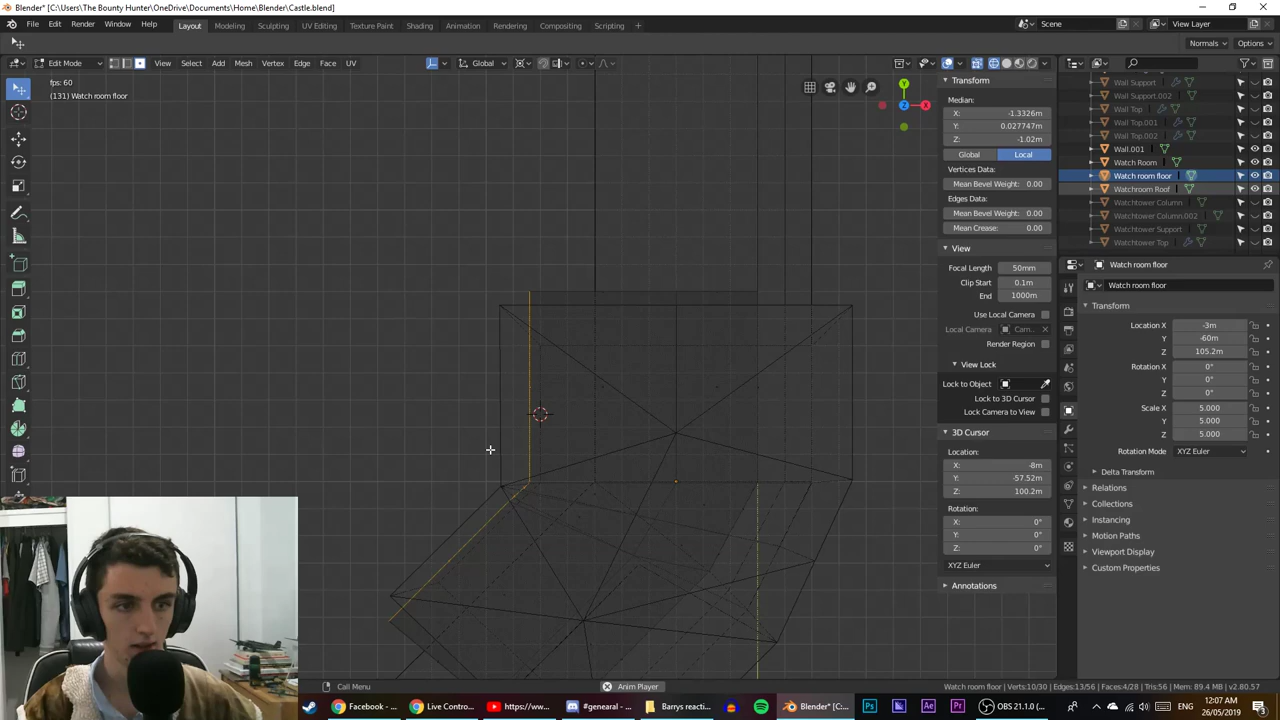 Blender* [C:\Users\The Bounty Hunter\OneDrive\Documents\Home\Blender\Castle.blend]
File Edit Render Window Help Layout Modeling Sculpting UV Editing Texture Paint Shading Animation Rendering Compositing Scripting + Scene View Layer
Normals Options
Edit Mode View Select Add Mesh Vertex Edge Face UV Global
fps: 60
(131) Watch room floor
Y
X
Z
Transform
Median:
X: -1.3326m
Y: 0.027747m
Z: -1.02m
Global Local
Vertices Data:
Mean Bevel Weight: 0.00
Edges Data:
Mean Bevel Weight: 0.00
Mean Crease: 0.00
View
Focal Length 50mm
Clip Start 0.1m
End 1000m
Use Local Camera
Local Camera Cam...
Render Region
View Lock
Lock to Object
Lock to 3D Cursor
Lock Camera to View
3D Cursor
Location:
X: -8m
Y: -57.52m
Z: 100.2m
Rotation:
X: 0°
Y: 0°
Z: 0°
XYZ Euler
Annotations
Wall Support
Wall Support.002
Wall Top
Wall Top.001
Wall Top.002
Wall.001
Watch Room
Watch room floor
Watchroom Roof
Watchtower Column
Watchtower Column.002
Watchtower Support
Watchtower Top
Watch room floor
Watch room floor
Transform
Location X -3m
Y -60m
Z 105.2m
Rotation X 0°
Y 0°
Z 0°
Scale X 5.000
Y 5.000
Z 5.000
Rotation Mode XYZ Euler
Delta Transform
Relations
Collections
Instancing
Motion Paths
Viewport Display
Custom Properties
Call Menu Anim Player Watch room floor | Verts:10/30 | Edges:13/56 | Faces:4/28 | Tris:56 | Mem: 89.4 MB | v2.80.57
Facebook - ... Live Contro... https://ww... #genearal - ... Barrys reacti... Blender* [C:... Ps Ae Pr OBS 21.1.0 (... ENG 12:07 AM
26/05/2019